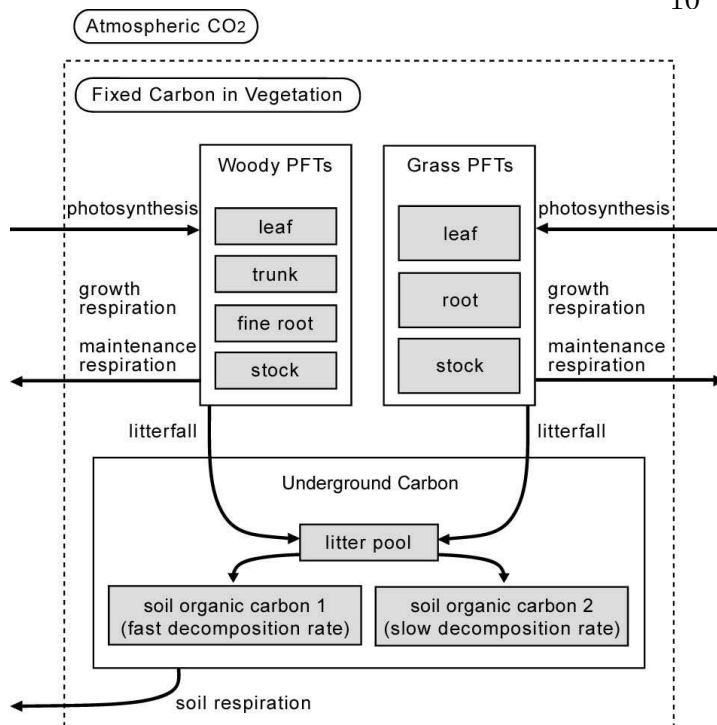 10
Atmospheric CO2
Fixed Carbon in Vegetation
Woody PFTs
Grass PFTs
photosynthesis
photosynthesis
leaf
trunk
fine root
stock
leaf
root
stock
growth
respiration
maintenance
respiration
growth
respiration
maintenance
respiration
litterfall
litterfall
Underground Carbon
litter pool
soil organic carbon 1
(fast decomposition rate)
soil organic carbon 2
(slow decomposition rate)
soil respiration